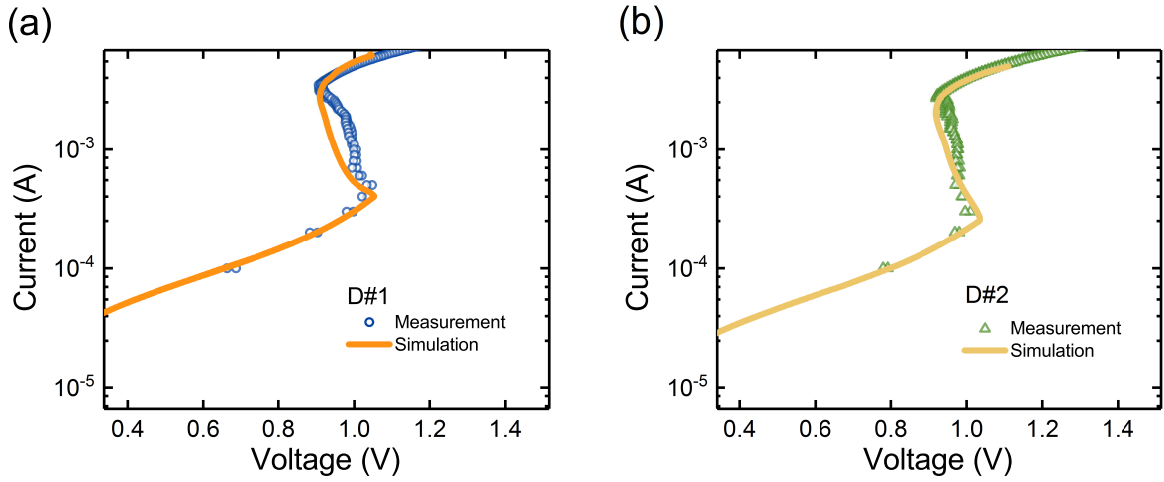 (a)
Current (A)
10⁻³
10⁻⁴
10⁻⁵
D#1
Measurement
Simulation
0.4 0.6 0.8 1.0 1.2 1.4
Voltage (V)
(b)
Current (A)
10⁻³
10⁻⁴
10⁻⁵
D#2
Measurement
Simulation
0.4 0.6 0.8 1.0 1.2 1.4
Voltage (V)